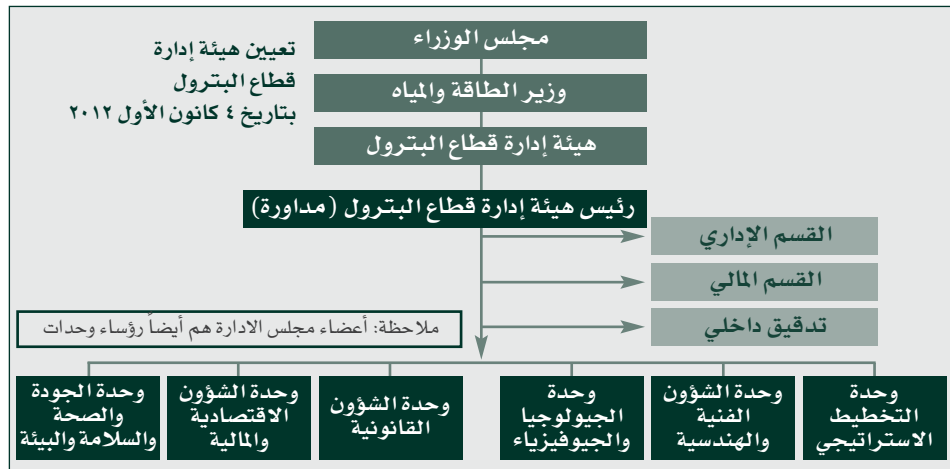 تعيين هيئة إدارة
قطاع البترول
بتاريخ ٤ كانون الأول ٢٠١٢
مجلس الوزراء
وزير الطاقة والمياه
هيئة إدارة قطاع البترول
رئيس هيئة إدارة قطاع البترول (مداورة)
القسم الإداري
القسم المالي
تدقيق داخلي
ملاحظة: أعضاء مجلس الادارة هم أيضاً رؤساء وحدات
وحدة
التخطيط
الاستراتيجي
وحدة الشؤون
الفنية
والهندسية
وحدة
الجيولوجيا
والجيوفيزياء
وحدة الشؤون
القانونية
وحدة الشؤون
الاقتصادية
والمالية
وحدة الجودة
والصحة
والسلامة والبيئة